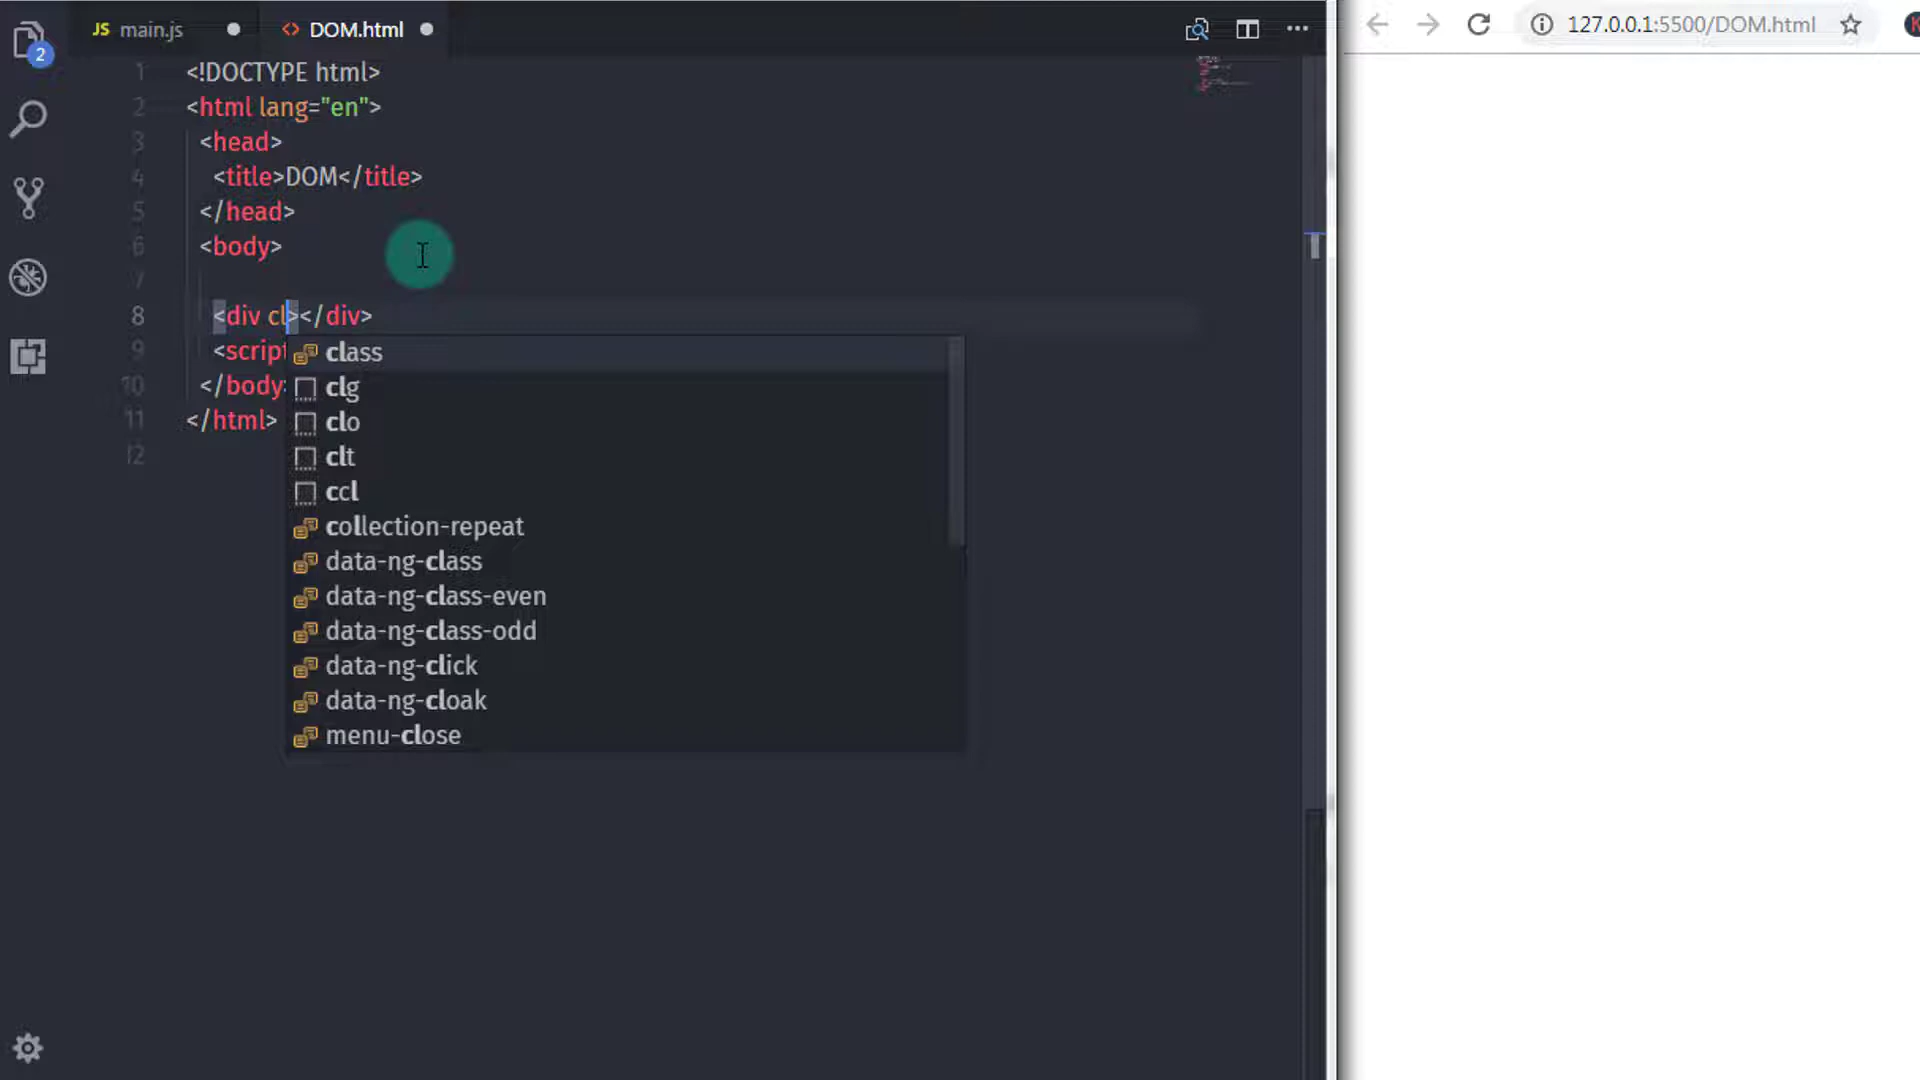 JS main.js
<> DOM.html
127.0.0.1:5500/DOM.html
2
1 <!DOCTYPE html>
2 <html lang="en">
3 <head>
4 <title>DOM</title>
5 </head>
6 <body>
7
8 <div cl></div>
9 <script
10 </body>
11 </html>
12
class
clg
clo
clt
ccl
collection-repeat
data-ng-class
data-ng-class-even
data-ng-class-odd
data-ng-click
data-ng-cloak
menu-close